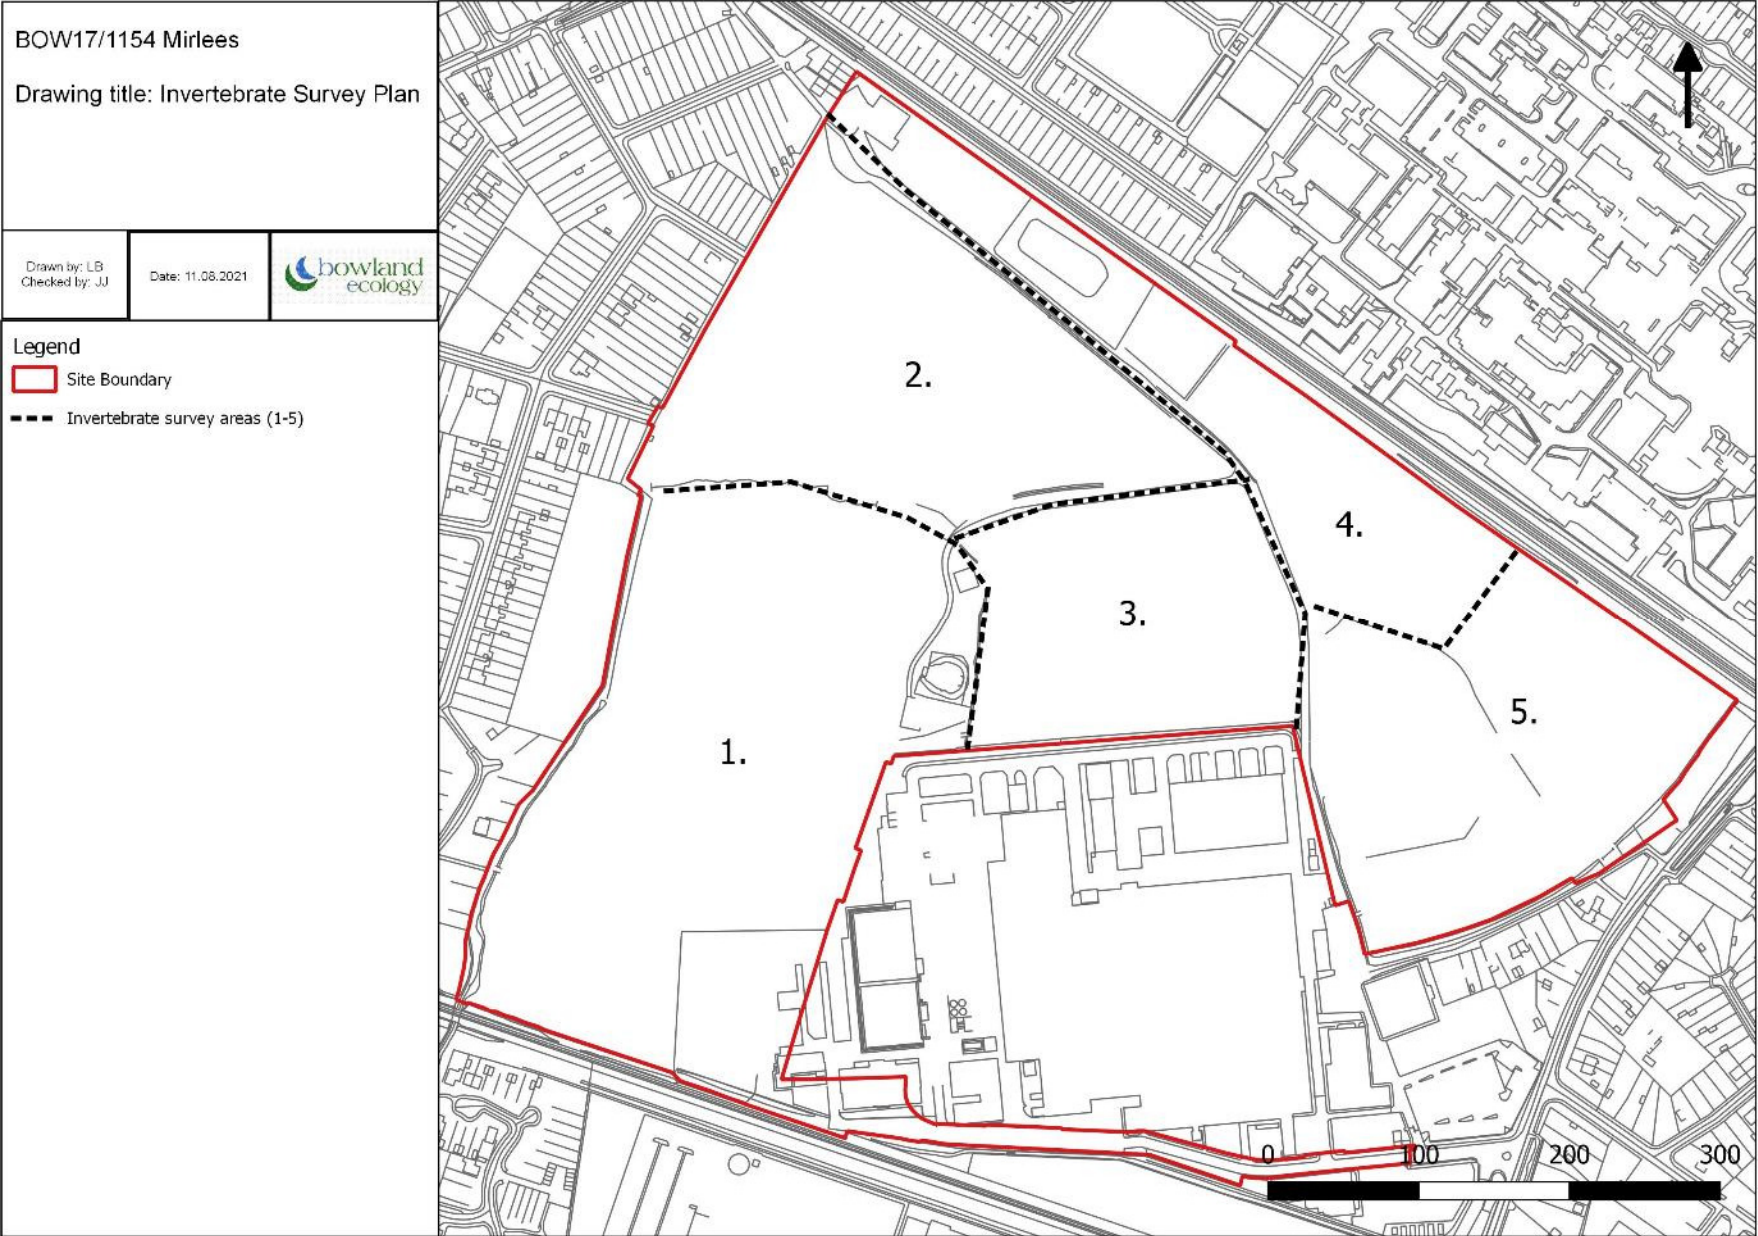 BOW17/1154 Mirlees
Drawing title: Invertebrate Survey Plan
Drawn by: LB
Checked by: JJ
Date: 11.08.2021
bowland
ecology
Legend
Site Boundary
Invertebrate survey areas (1-5)
2.
4.
3.
5.
1.
0 100 200 300